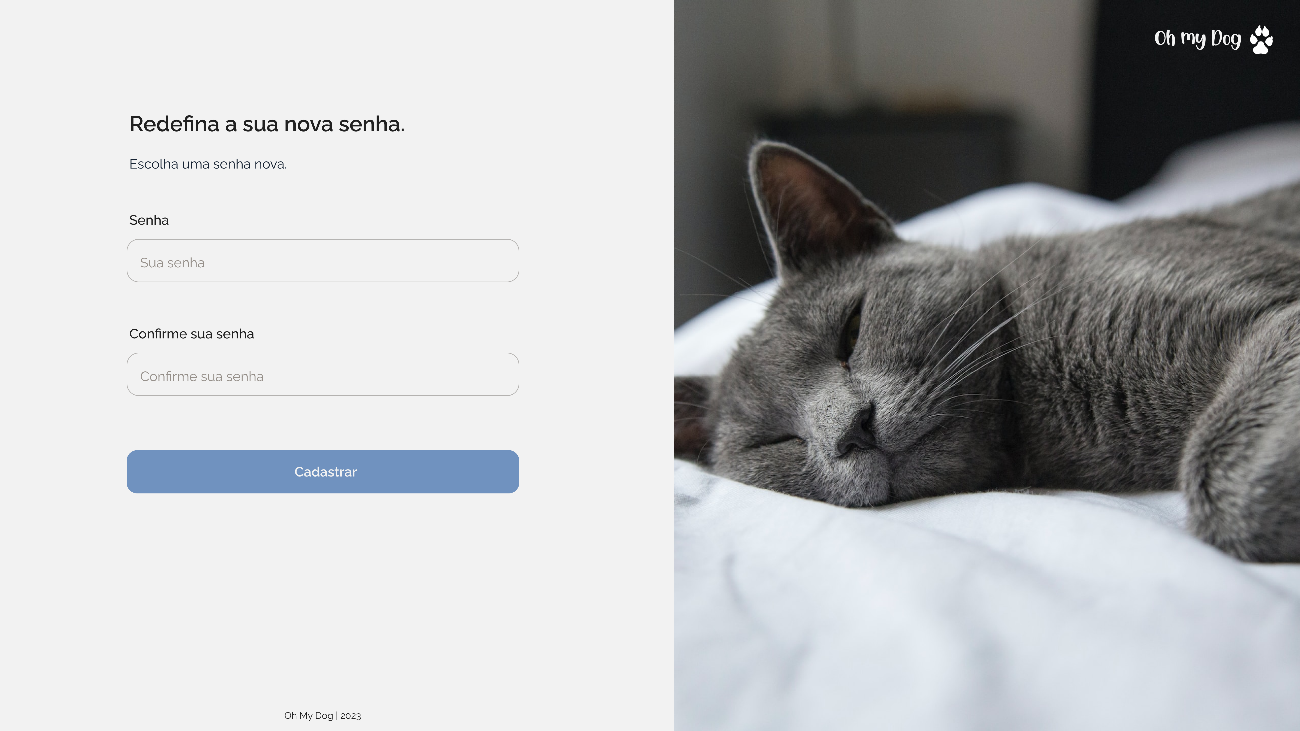 Oh my Dog
Redefina a sua nova senha.
Escolha uma senha nova.
Senha
Sua senha
Confirme sua senha
Confirme sua senha
Cadastrar
Oh My Dog | 2023